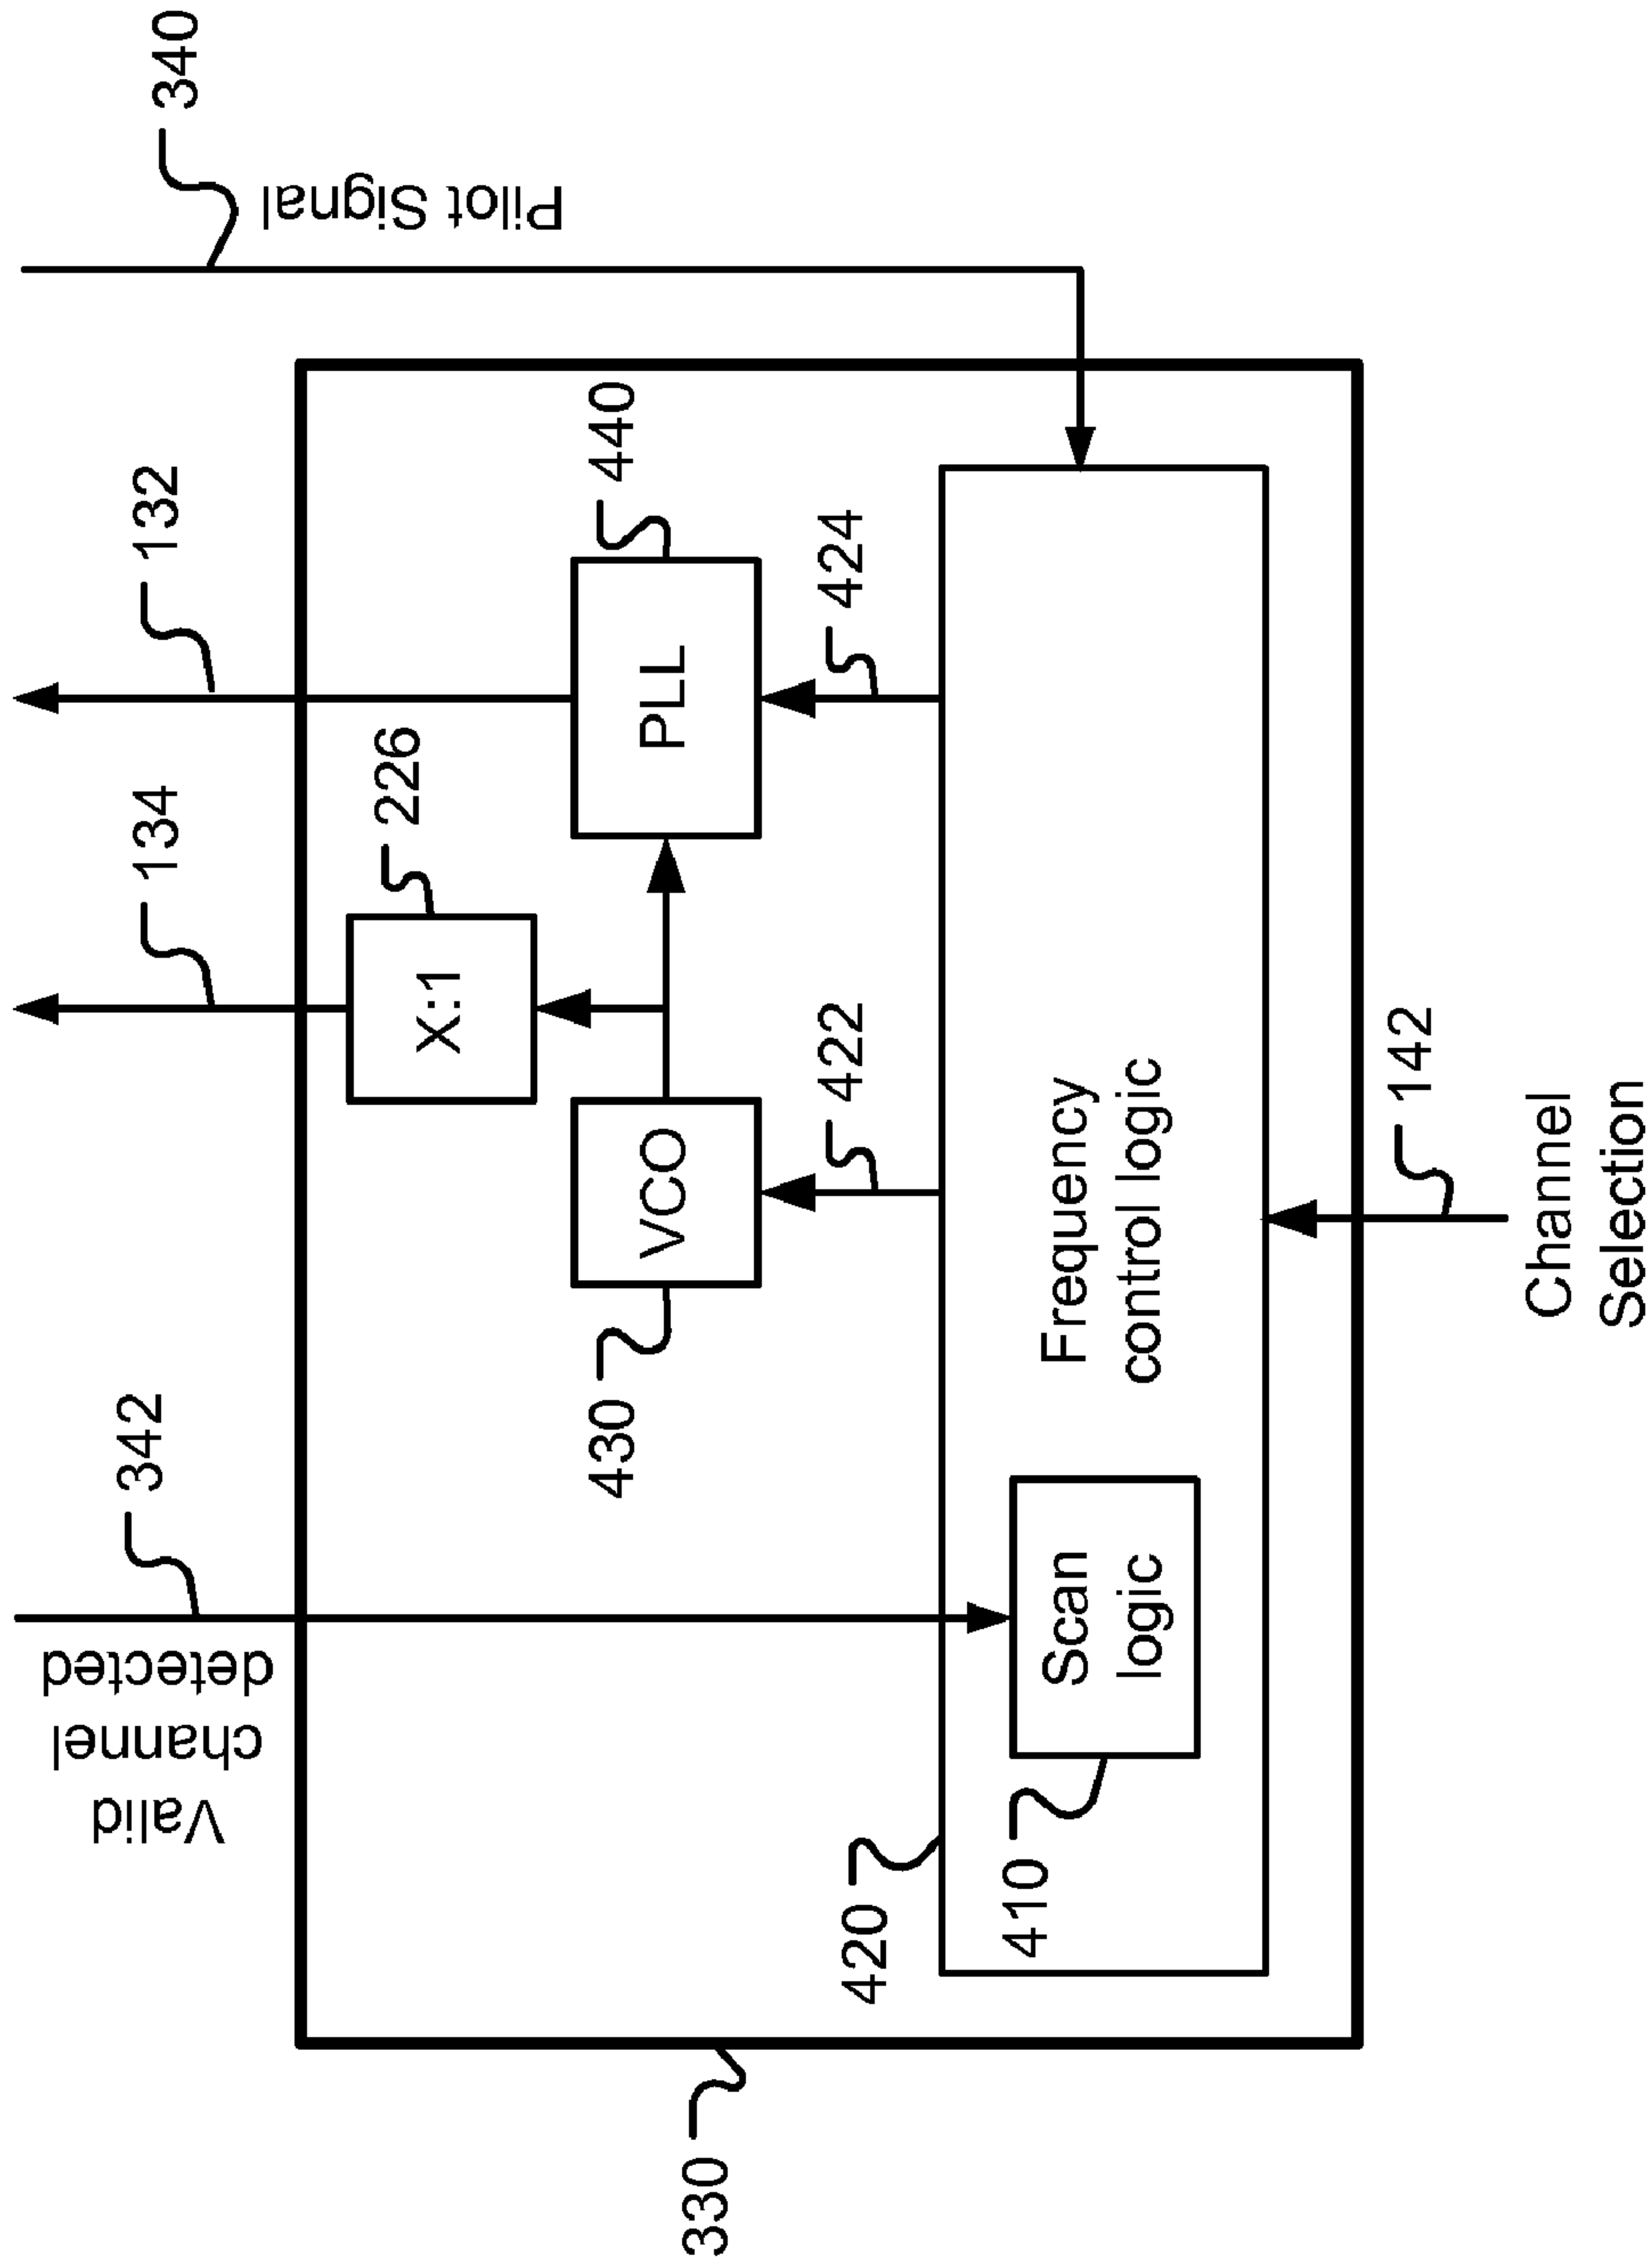 340
Pilot Signal
132
134
440
226
PLL
424
X:1
342
VCO
422
430
Valid
channel
detected
Frequency
control logic
142
Channel
Selection
Scan
logic
410
420
330